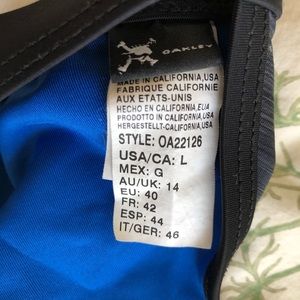 OAKLEY
MADE IN CALIFORNIA, USA
FABRIQUE CALIFORNIE
AUX ETATS-UNIS
HECHO EN CALIFORNIA, EUA
PRODOTTO IN CALIFORNIA, USA
HERGESTELLT-CALIFORNIA, USA
STYLE: OA22126
USA/CA: L
MEX: G
AU/UK: 14
EU: 40
FR: 42
ESP: 44
IT/GER: 46